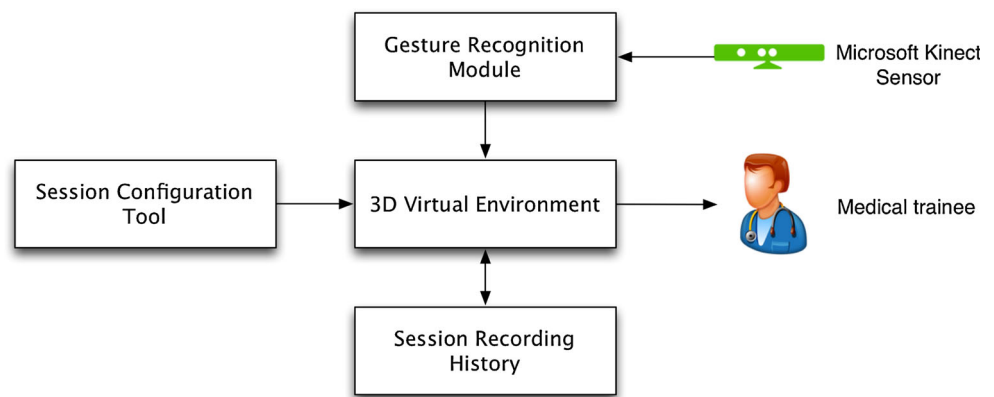 Gesture Recognition
Module
Microsoft Kinect
Sensor
Session Configuration
Tool
3D Virtual Environment
Medical trainee
Session Recording
History